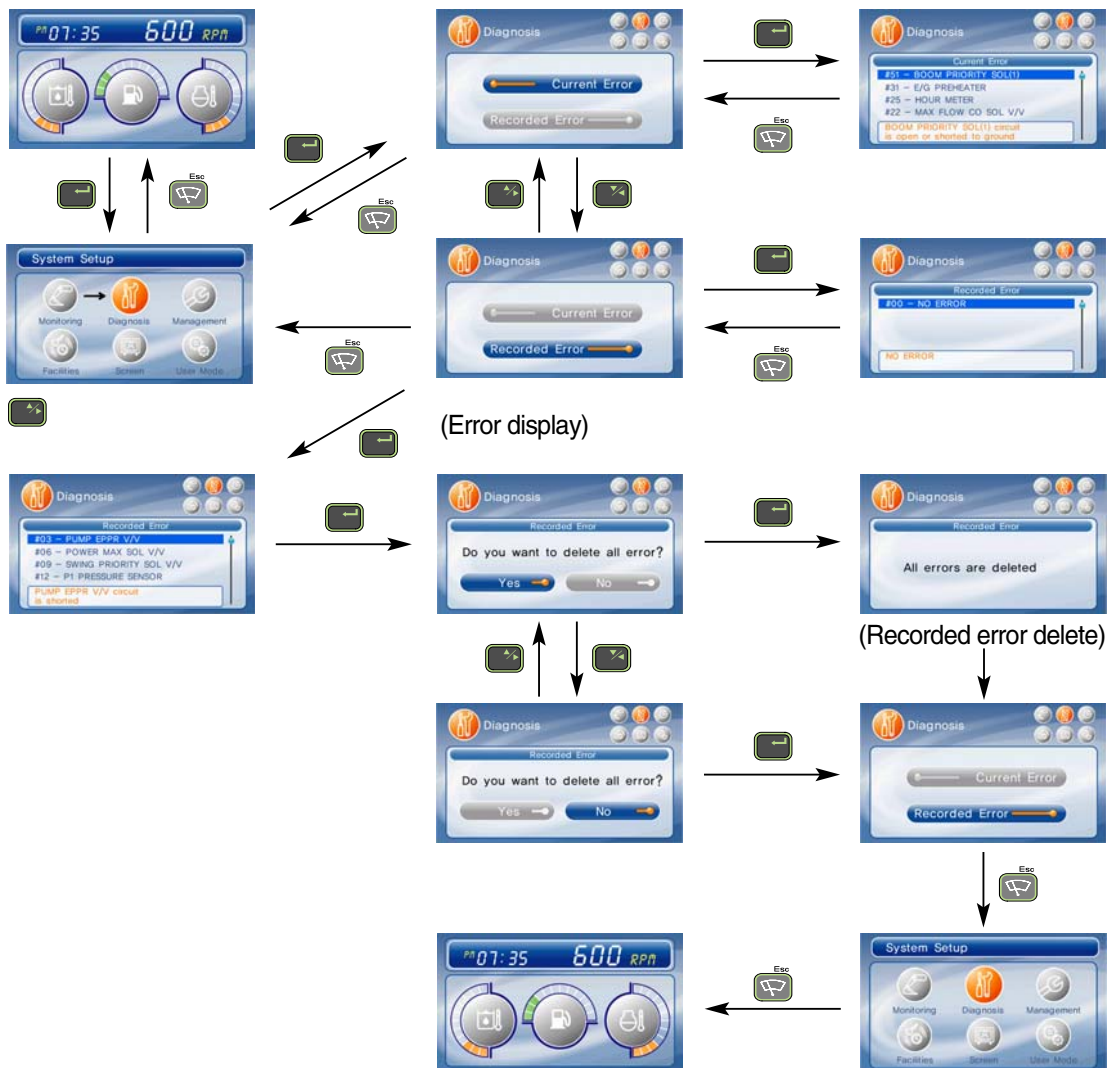 PM 07:35 600 RPM
Diagnosis
Current Error
Recorded Error
Diagnosis
Current Error
#51 - BOOM PRIORITY SOL(1)
#31 - E/G PREHEATER
#25 - HOUR METER
#22 - MAX FLOW CO SOL V/V
BOOM PRIORITY SOL(1) circuit
is open or shorted to ground
Esc
Esc
Esc
System Setup
Monitoring Diagnosis Management
Facilities Screen User Mode
Diagnosis
Current Error
Recorded Error
Diagnosis
Recorded Error
#00 - NO ERROR
NO ERROR
Esc
Esc
(Error display)
Diagnosis
Recorded Error
#03 - PUMP EPPR V/V
#06 - POWER MAX SOL V/V
#09 - SWING PRIORITY SOL V/V
#12 - P1 PRESSURE SENSOR
PUMP EPPR V/V circuit
is shorted
Diagnosis
Recorded Error
Do you want to delete all error?
Yes No
Diagnosis
Recorded Error
All errors are deleted
(Recorded error delete)
Diagnosis
Recorded Error
Do you want to delete all error?
Yes No
Diagnosis
Current Error
Recorded Error
Esc
PM 07:35 600 RPM
Esc
System Setup
Monitoring Diagnosis Management
Facilities Screen User Mode